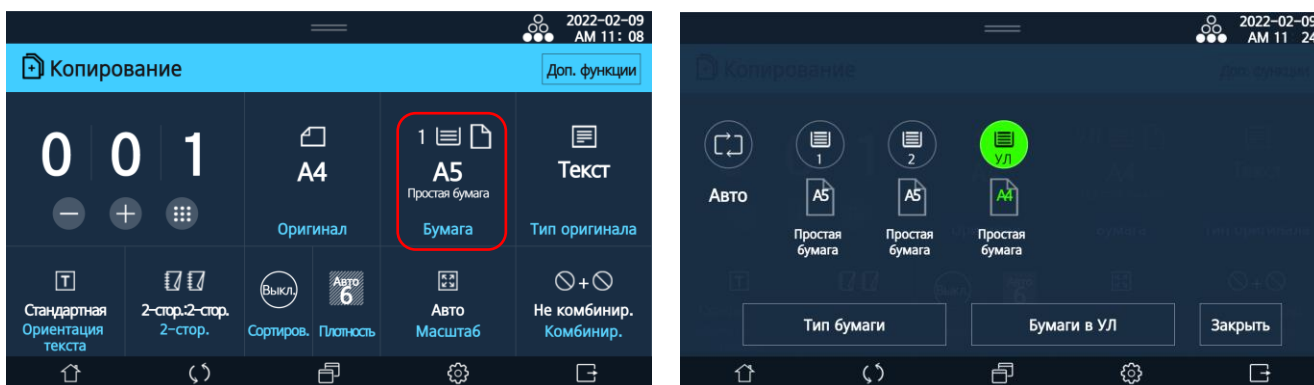 2022-02-09
AM 11: 08
Копирование
Доп. функции
0 0 1
A4
Оригинал
1
A5
Простая бумага
Бумага
Текст
Тип оригинала
T
Стандартная
Ориентация
текста
2-стор.:2-стор.
2-стор.
Выкл.
Сортиров.
Авто
6
Плотность
Авто
Масштаб
Не комбинир.
Комбинир.
2022-02-09
AM 11 24
Копирование
Доп. функции
Авто
1
A5
Простая
бумага
2
A5
Простая
бумага
УЛ
A4
Простая
бумага
Тип бумаги
Бумаги в УЛ
Закрыть